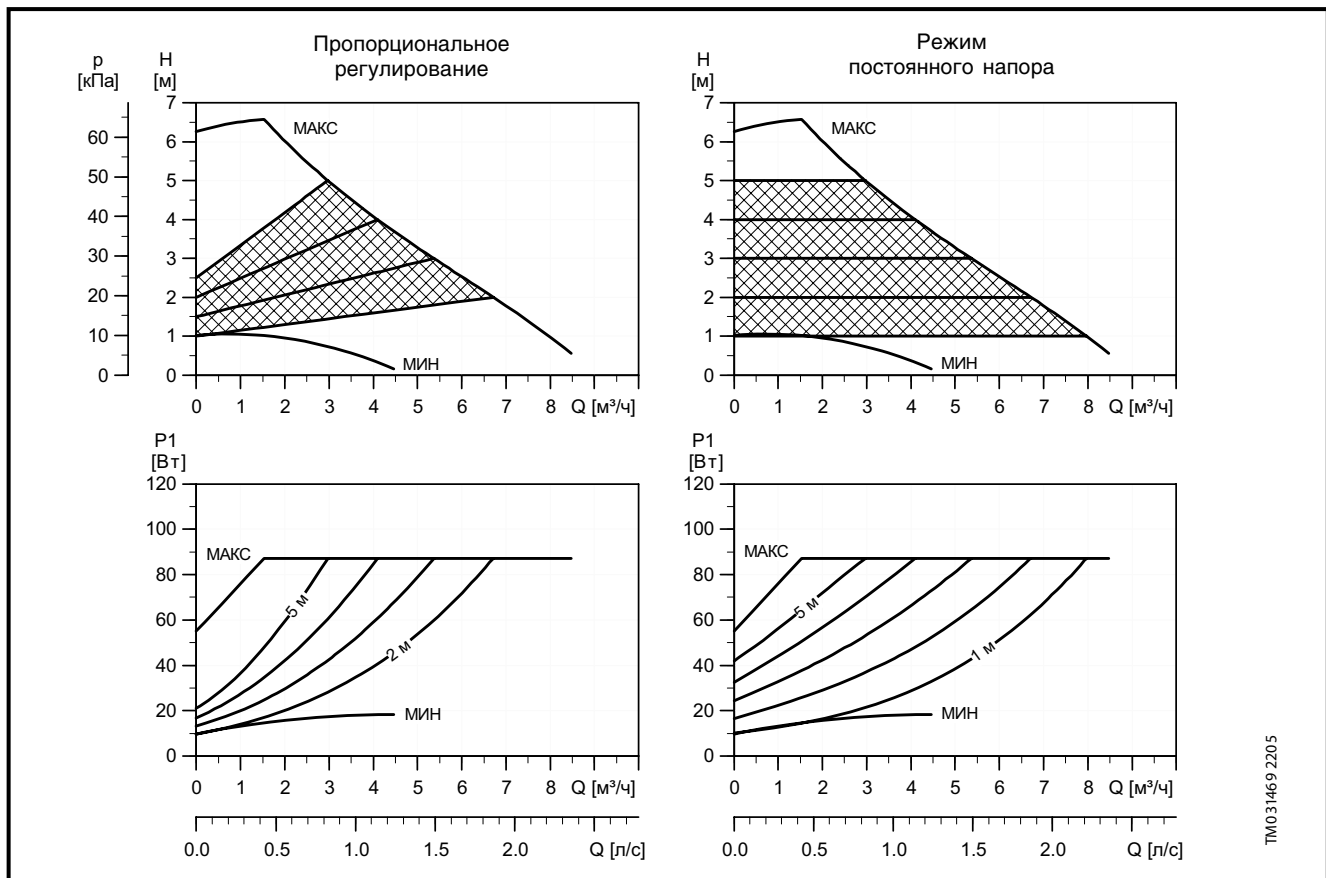 Пропорциональное
регулирование
p
[кПа]
H
[м]
7
6
5
4
3
2
1
0
60
50
40
30
20
10
0
МАКС
МИН
0 1 2 3 4 5 6 7 8 Q [м³/ч]
Режим
постоянного напора
H
[м]
7
6
5
4
3
2
1
0
МАКС
МИН
0 1 2 3 4 5 6 7 8 Q [м³/ч]
P1
[Вт]
120
100
80
60
40
20
0
МАКС
5 м
2 м
МИН
0 1 2 3 4 5 6 7 8 Q [м³/ч]
0.0 0.5 1.0 1.5 2.0 Q [л/с]
P1
[Вт]
120
100
80
60
40
20
0
МАКС
5 м
1 м
МИН
0 1 2 3 4 5 6 7 8 Q [м³/ч]
0.0 0.5 1.0 1.5 2.0 Q [л/с]
TM03 1469 2205